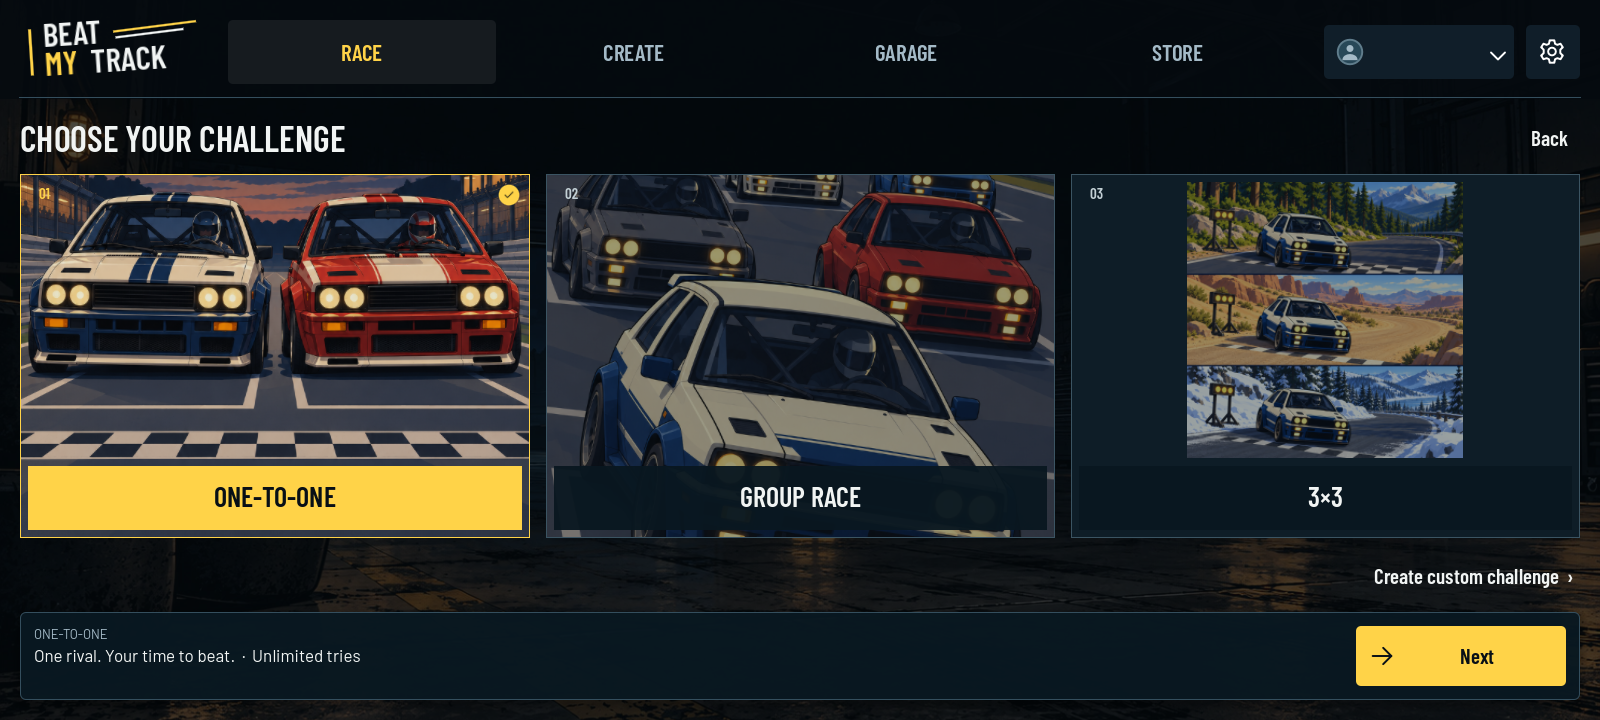 BEAT
MY TRACK
RACE
CREATE
GARAGE
STORE
CHOOSE YOUR CHALLENGE
Back
01
02
03
ONE-TO-ONE
GROUP RACE
3×3
Create custom challenge ›
ONE-TO-ONE
One rival. Your time to beat. · Unlimited tries
Next